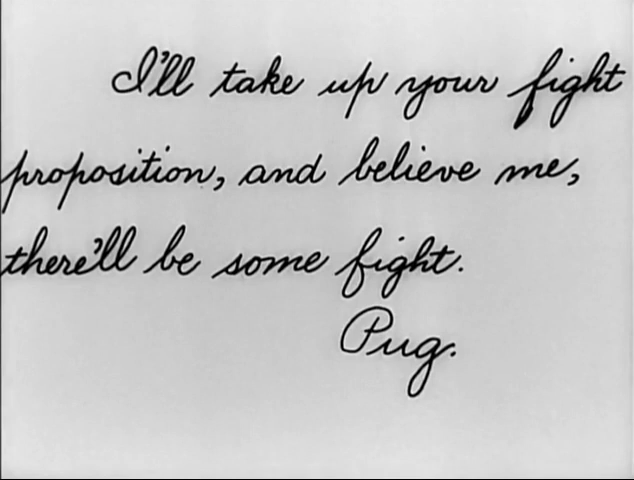 I'll take up your fight
proposition, and believe me,
there'll be some fight.
Pug.